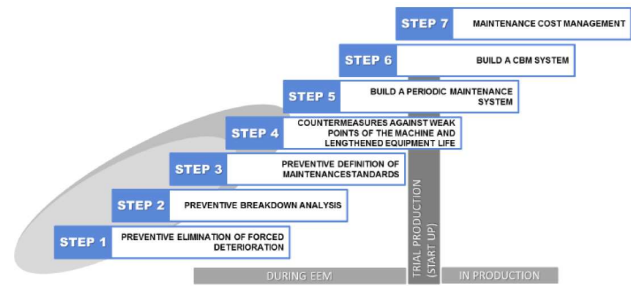 STEP 7
MAINTENANCE COST MANAGEMENT
STEP 6
BUILD A CBM SYSTEM
STEP 5
BUILD A PERIODIC MAINTENANCE
SYSTEM
STEP 4
COUNTERMEASURES AGAINST WEAK
POINTS OF THE MACHINE AND
LENGTHENED EQUIPMENT LIFE
STEP 3
PREVENTIVE DEFINITION OF
MAINTENANCESTANDARDS
STEP 2
PREVENTIVE BREAKDOWN ANALYSIS
STEP 1
PREVENTIVE ELIMINATION OF FORCED
DETERIORATION
TRIAL PRODUCTION
(START UP)
DURING EEM
IN PRODUCTION